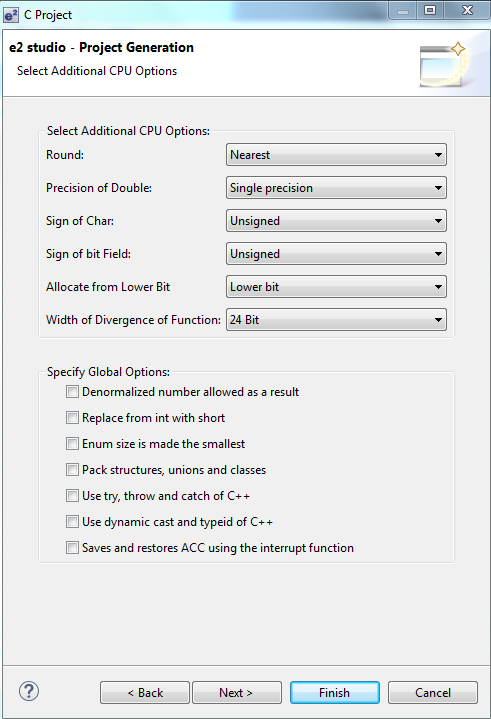 e² C Project
e2 studio - Project Generation
Select Additional CPU Options
Select Additional CPU Options:
Round: Nearest
Precision of Double: Single precision
Sign of Char: Unsigned
Sign of bit Field: Unsigned
Allocate from Lower Bit Lower bit
Width of Divergence of Function: 24 Bit
Specify Global Options:
Denormalized number allowed as a result
Replace from int with short
Enum size is made the smallest
Pack structures, unions and classes
Use try, throw and catch of C++
Use dynamic cast and typeid of C++
Saves and restores ACC using the interrupt function
? < Back Next > Finish Cancel